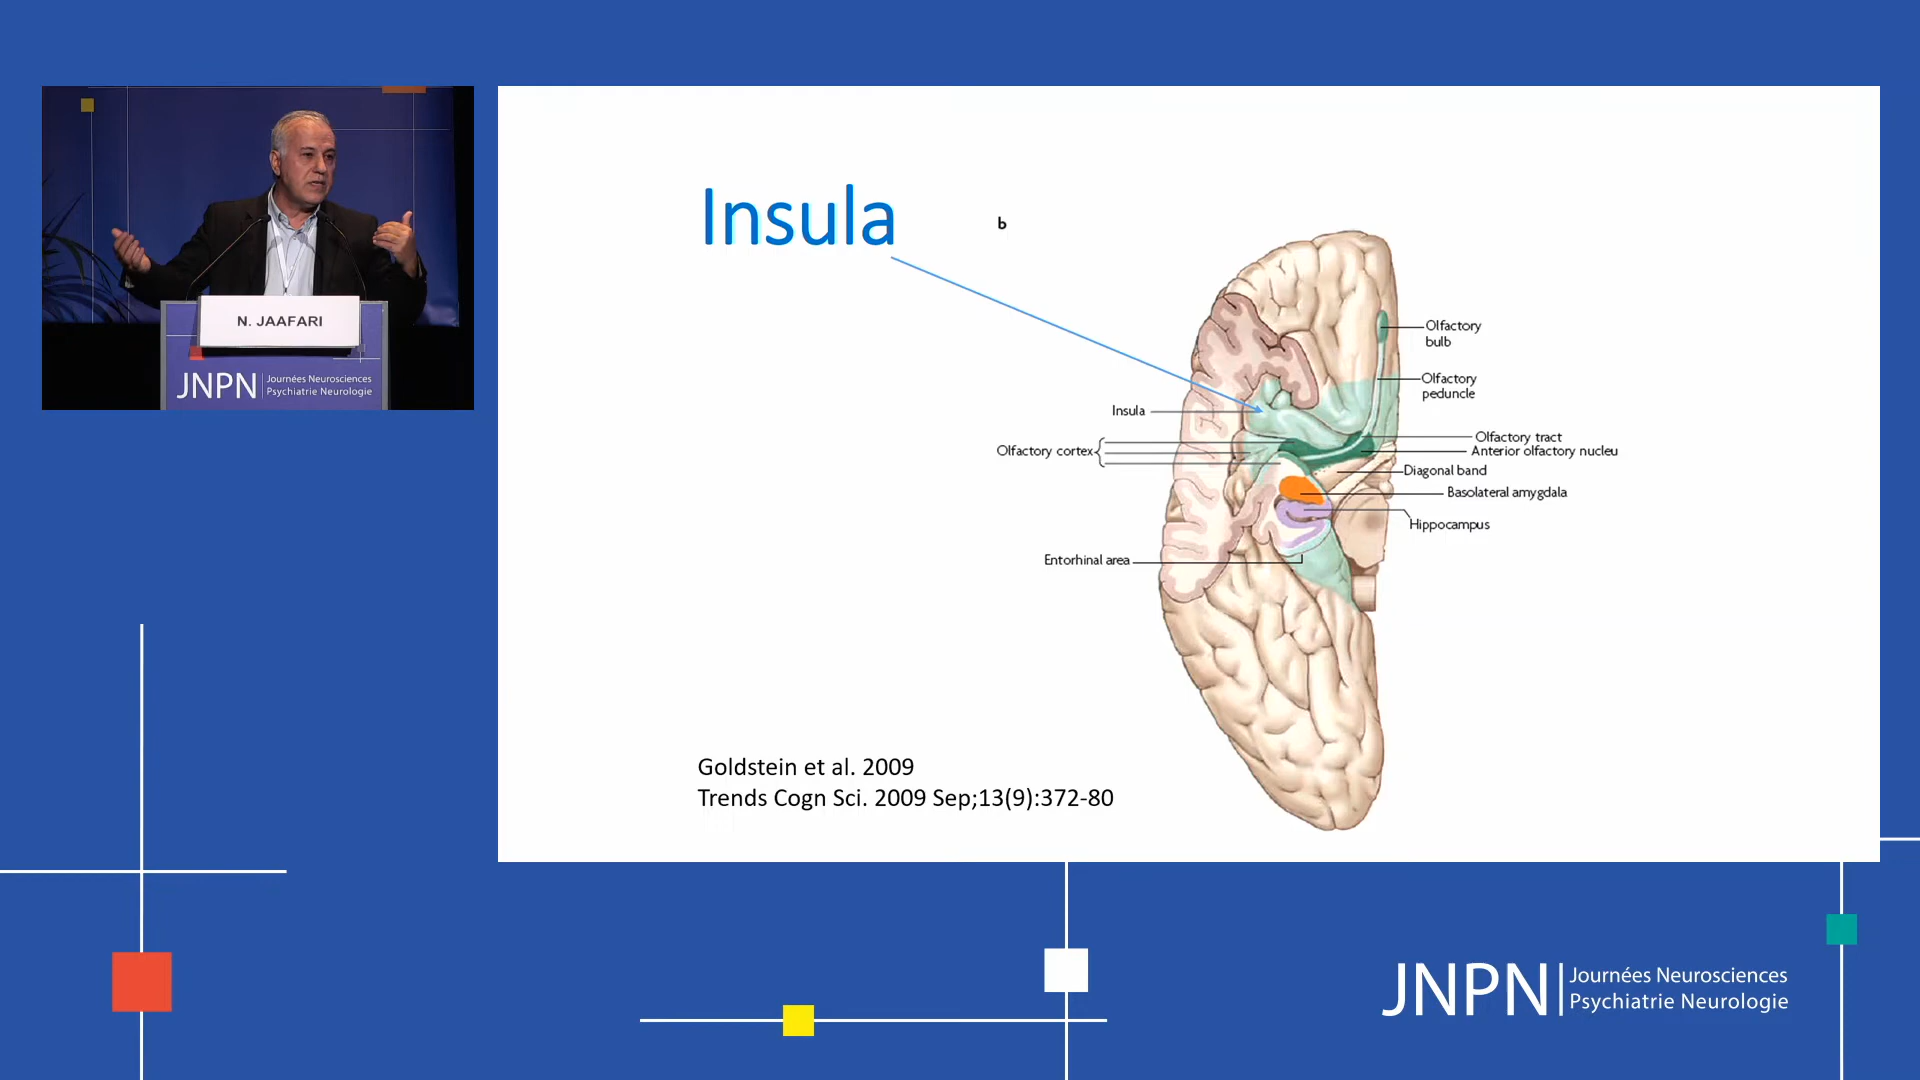 N. JAAFARI
JNPN
Journées Neurosciences
Psychiatrie Neurologie
Insula
b
Olfactory
bulb
Olfactory
peduncle
Insula
Olfactory cortex
Olfactory tract
Anterior olfactory nucleu
Diagonal band
Basolateral amygdala
Hippocampus
Entorhinal area
Goldstein et al. 2009
Trends Cogn Sci. 2009 Sep;13(9):372-80
JNPN
Journées Neurosciences
Psychiatrie Neurologie